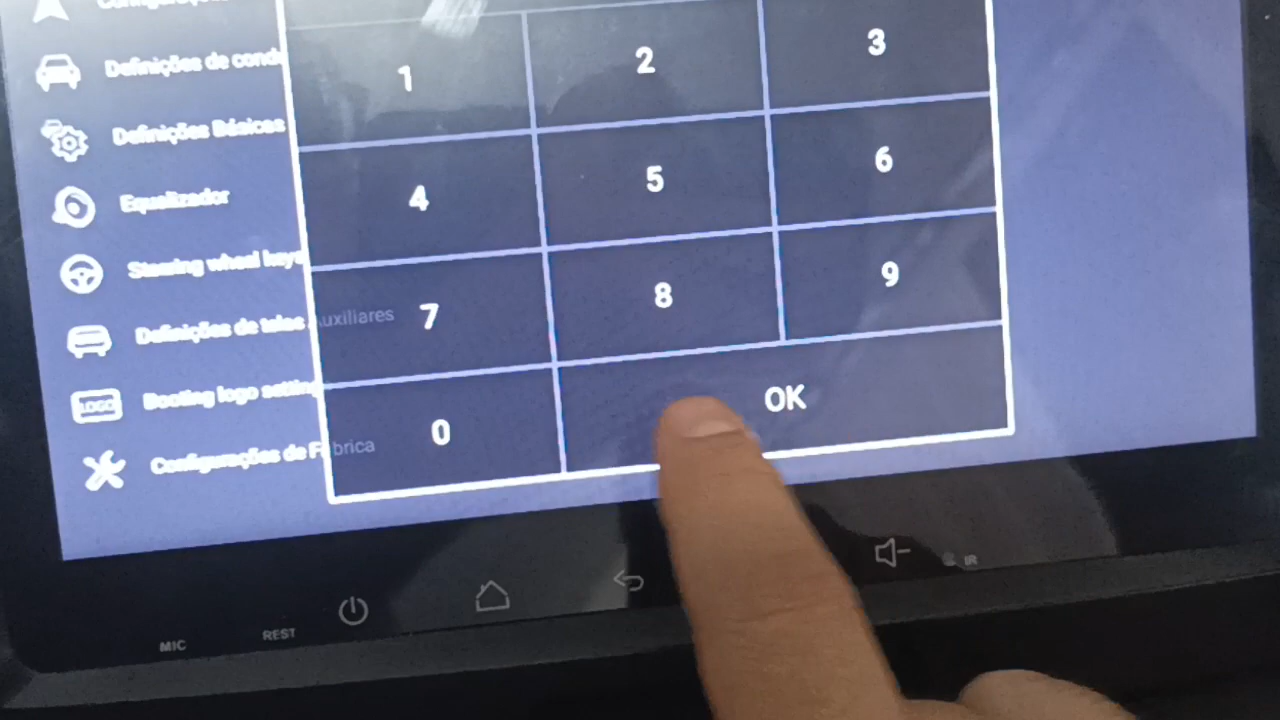 Definições de cond
Definições Básicas
Equalizador
Steering wheel keys
Definições de telas Auxiliares
LOGO
Booting logo setting
Configurações de Fábrica
1
2
3
4
5
6
7
8
9
0
OK
MIC
REST
IR